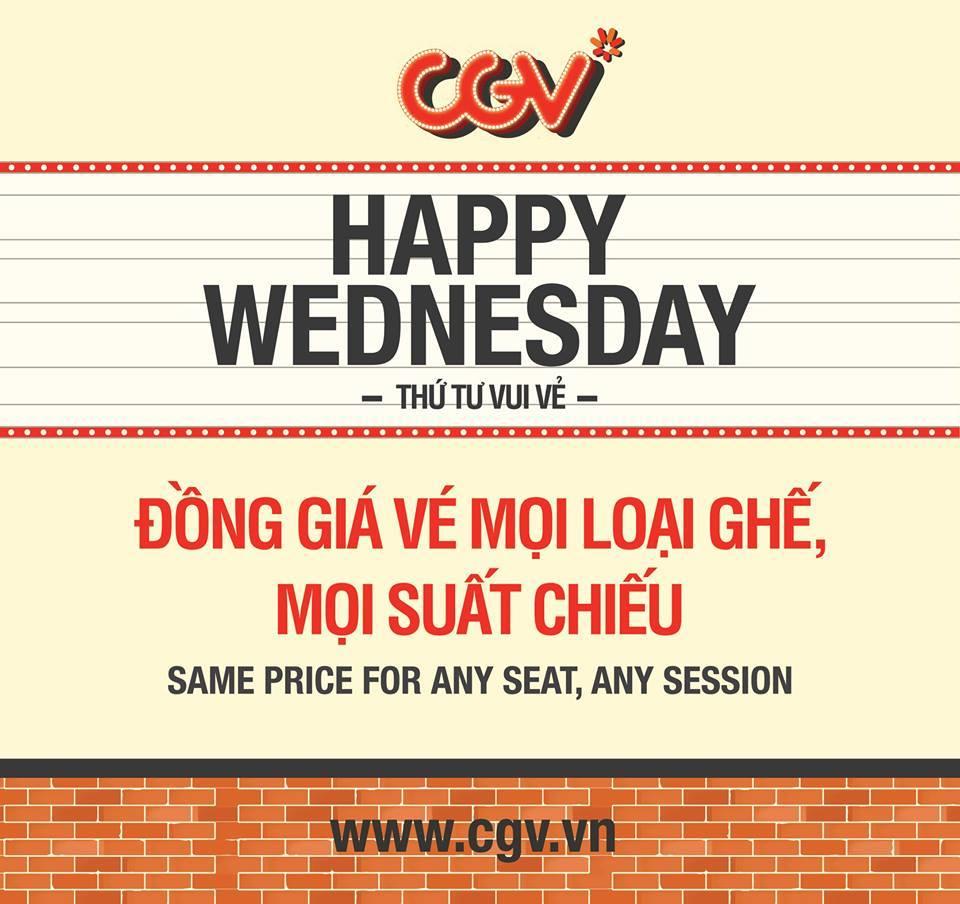 CGV*
HAPPY
WEDNESDAY
– THỨ TƯ VUI VẺ –
ĐỒNG GIÁ VÉ MỌI LOẠI GHẾ,
MỌI SUẤT CHIẾU
SAME PRICE FOR ANY SEAT, ANY SESSION
www.cgv.vn